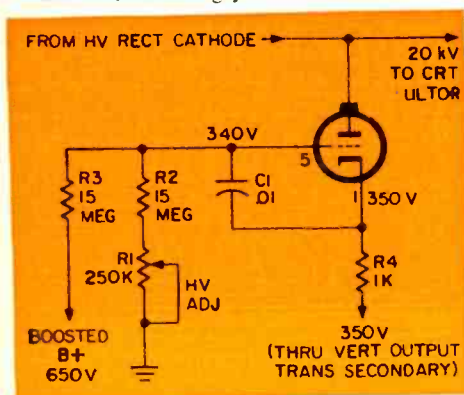 FROM HV RECT CATHODE
20 kV
TO CRT
ULTOR
340V
5
R3
15
MEG
R2
15
MEG
C1
.01
1
350V
R1
250K
HV
ADJ
R4
1K
BOOSTED
B+
650V
350V
(THRU VERT OUTPUT
TRANS SECONDARY)